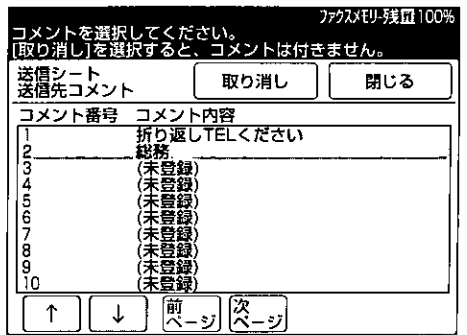 ファクスメモリー残 100%
コメントを選択してください。
[取り消し]を選択すると、コメントは付きません。
送信シート
送信先コメント
取り消し
閉じる
コメント番号 コメント内容
1 折り返しTELください
2 総務
3 (未登録)
4 (未登録)
5 (未登録)
6 (未登録)
7 (未登録)
8 (未登録)
9 (未登録)
10 (未登録)
↑
↓
前
ページ
次
ページ